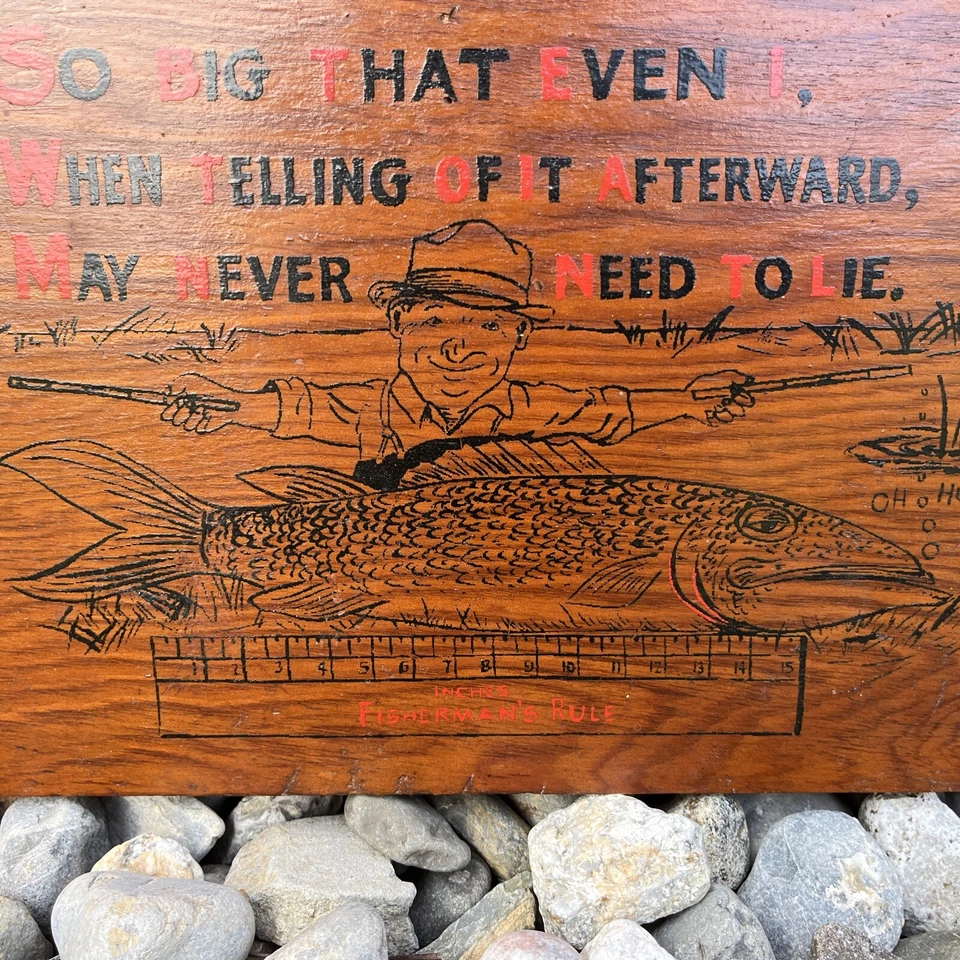 So Big That Even I,
When Telling Of It Afterward,
May Never Need To Lie.
OH
1 2 3 4 5 6 7 8 9 10 11 12 13 14 15
INCHES
FISHERMAN'S RULE